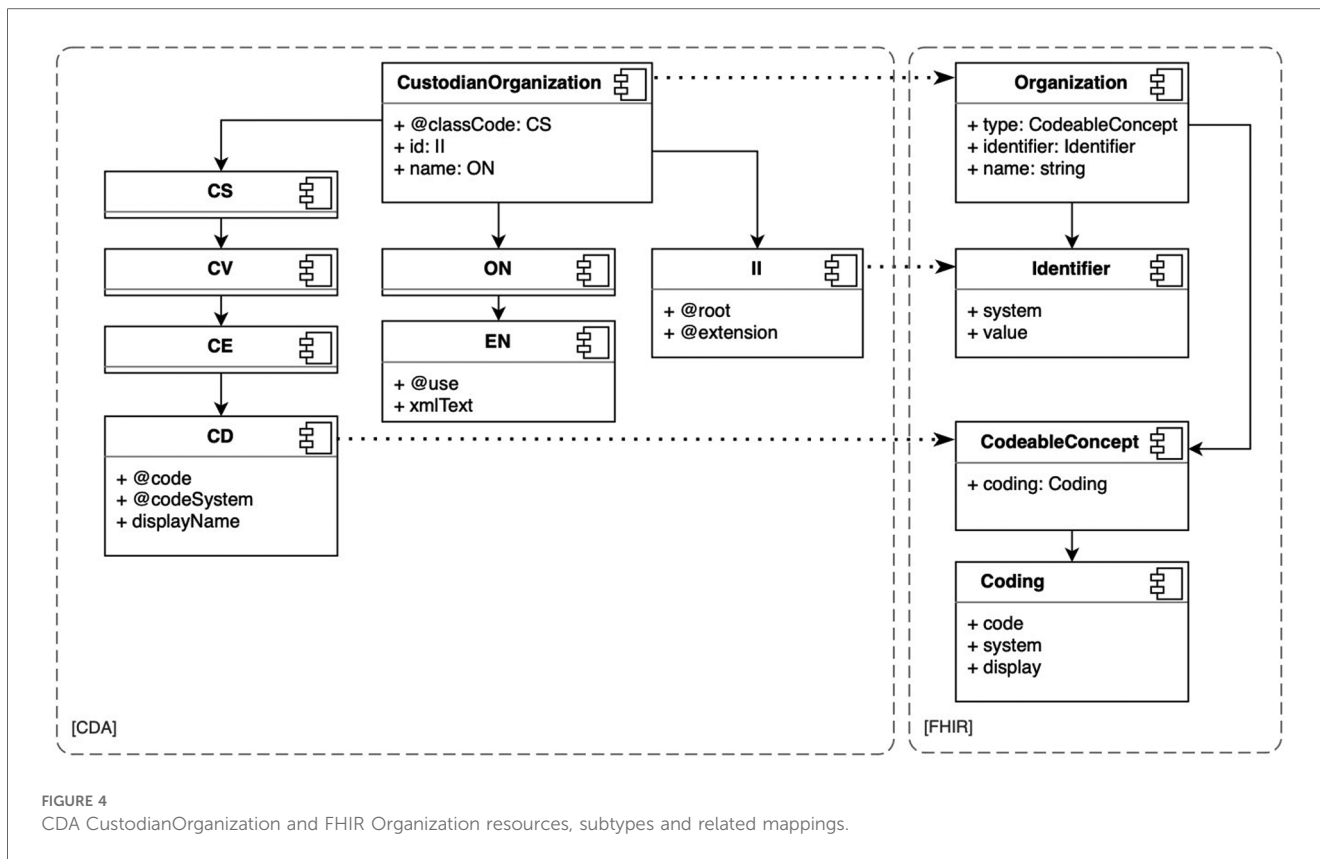 CustodianOrganization
+ @classCode: CS
+ id: II
+ name: ON
CS
CV
CE
CD
+ @code
+ @codeSystem
+ displayName
ON
EN
+ @use
+ xmlText
II
+ @root
+ @extension
[CDA]
Organization
+ type: CodeableConcept
+ identifier: Identifier
+ name: string
Identifier
+ system
+ value
CodeableConcept
+ coding: Coding
Coding
+ code
+ system
+ display
[FHIR]
FIGURE 4
CDA CustodianOrganization and FHIR Organization resources, subtypes and related mappings.